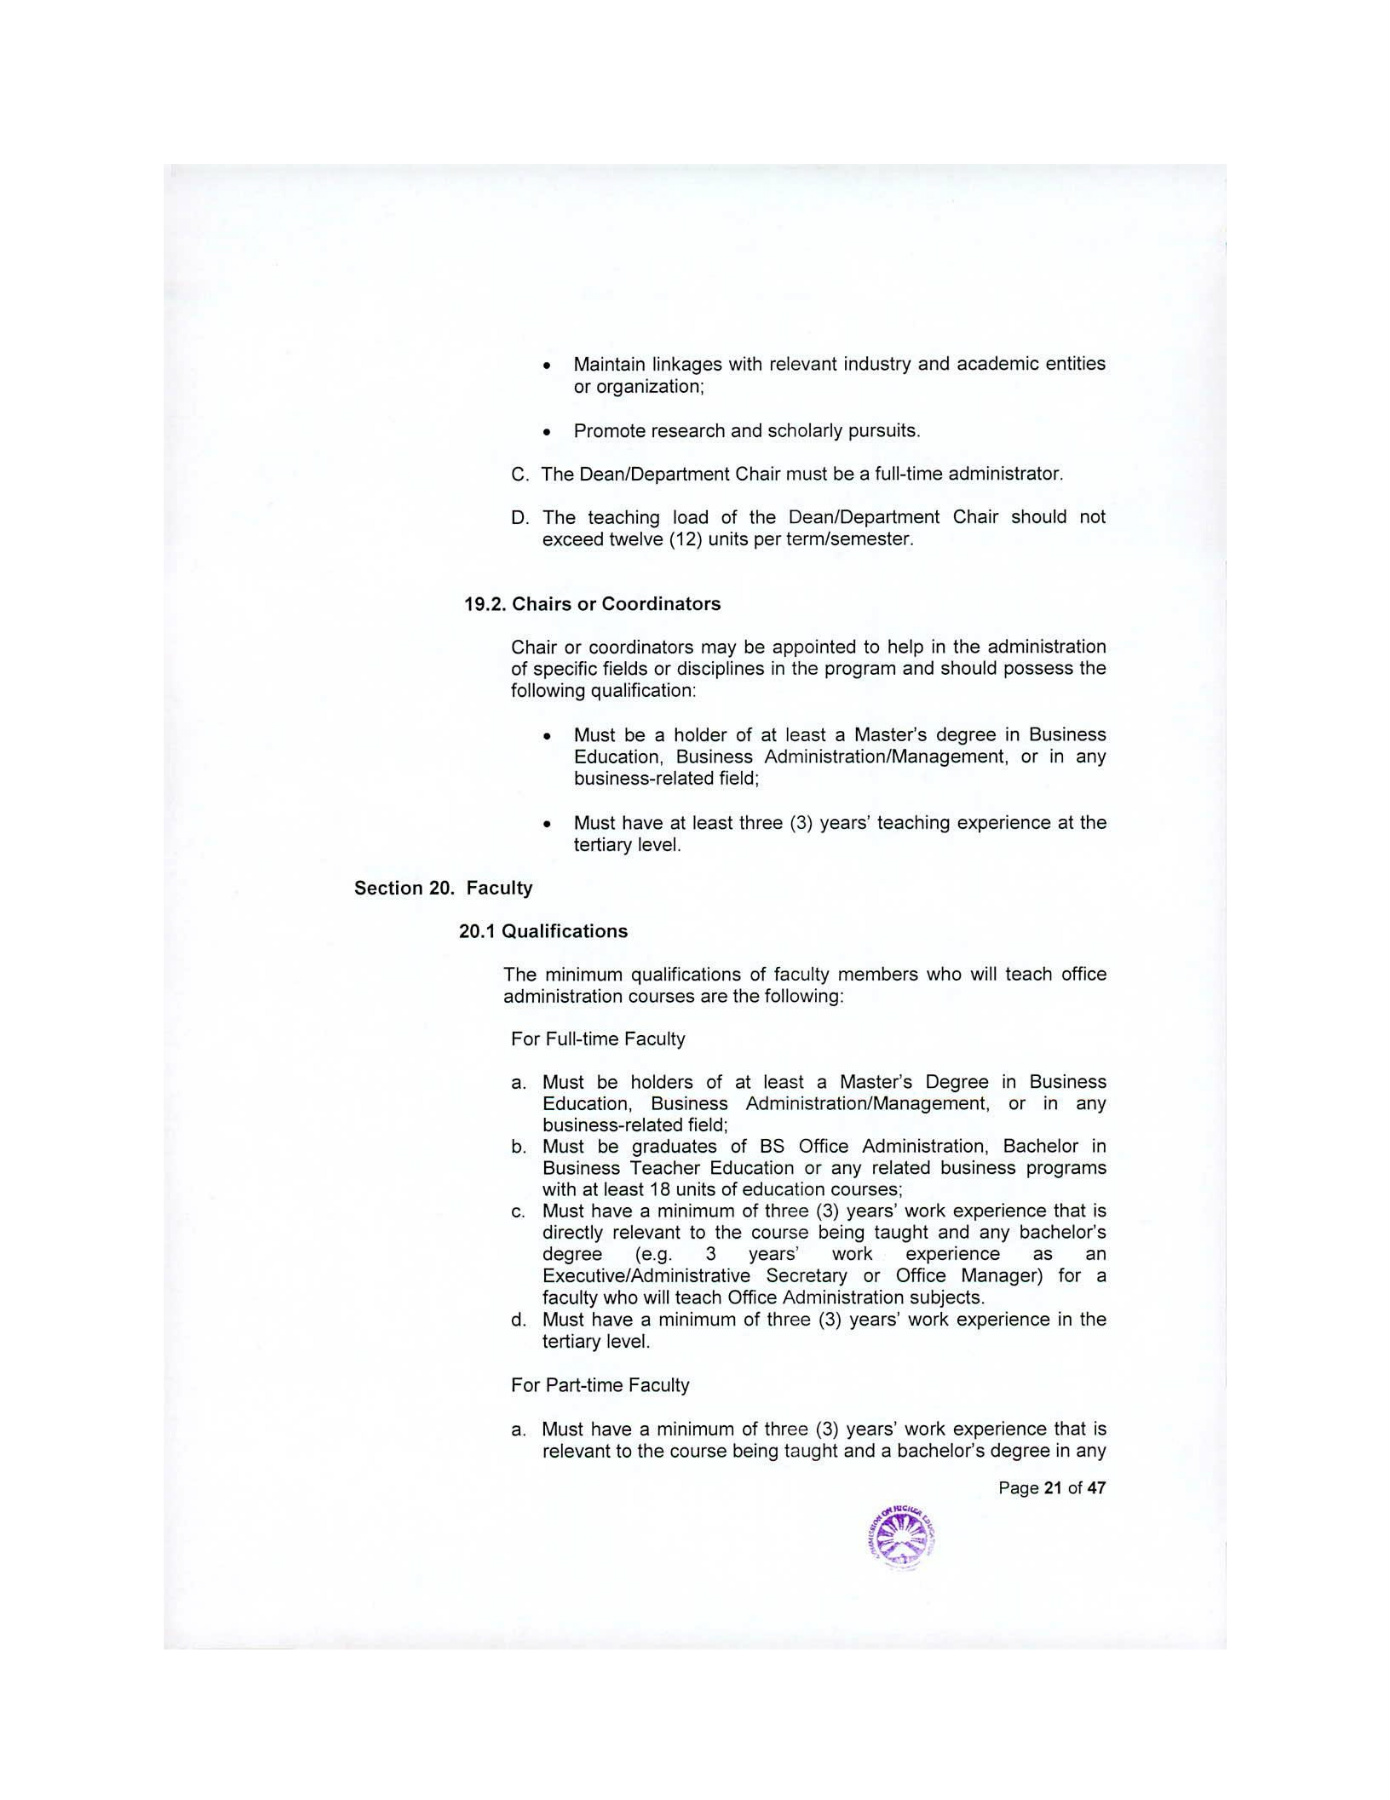 • Maintain linkages with relevant industry and academic entities
or organization;
• Promote research and scholarly pursuits.
C. The Dean/Department Chair must be a full-time administrator.
D. The teaching load of the Dean/Department Chair should not
exceed twelve (12) units per term/semester.
19.2. Chairs or Coordinators
Chair or coordinators may be appointed to help in the administration
of specific fields or disciplines in the program and should possess the
following qualification:
• Must be a holder of at least a Master's degree in Business
Education, Business Administration/Management, or in any
business-related field;
• Must have at least three (3) years' teaching experience at the
tertiary level.
Section 20. Faculty
20.1 Qualifications
The minimum qualifications of faculty members who will teach office
administration courses are the following:
For Full-time Faculty
a. Must be holders of at least a Master's Degree in Business
Education, Business Administration/Management, or in any
business-related field;
b. Must be graduates of BS Office Administration, Bachelor in
Business Teacher Education or any related business programs
with at least 18 units of education courses;
c. Must have a minimum of three (3) years' work experience that is
directly relevant to the course being taught and any bachelor's
degree (e.g. 3 years' work experience as an
Executive/Administrative Secretary or Office Manager) for a
faculty who will teach Office Administration subjects.
d. Must have a minimum of three (3) years' work experience in the
tertiary level.
For Part-time Faculty
a. Must have a minimum of three (3) years' work experience that is
relevant to the course being taught and a bachelor's degree in any
Page 21 of 47
COMMISSION ON HIGHER EDUCATION